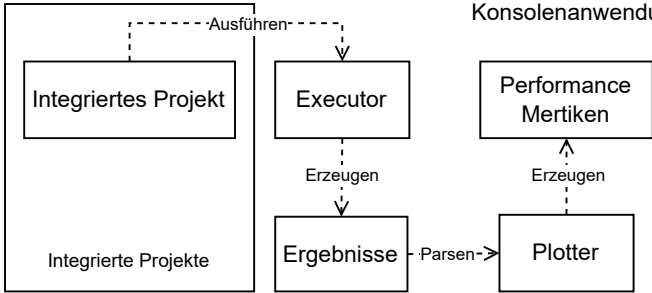 Konsolenanwendu
Ausführen
Integriertes Projekt
Executor
Performance
Mertiken
Erzeugen
Erzeugen
Integrierte Projekte
Ergebnisse
Parsen
Plotter